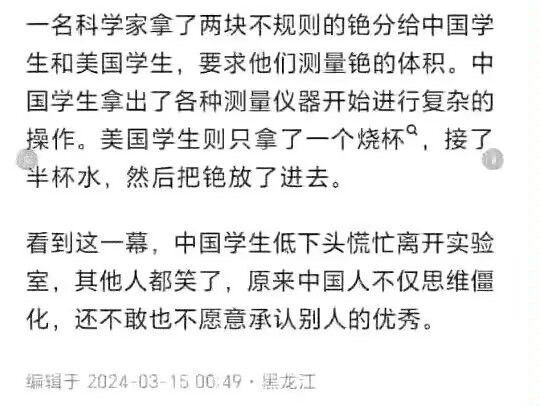 一名科学家拿了两块不规则的铯分给中国学
生和美国学生，要求他们测量铯的体积。中
国学生拿出了各种测量仪器开始进行复杂的
操作。美国学生则只拿了一个烧杯，接了
半杯水，然后把铯放了进去。
看到这一幕，中国学生低下头慌忙离开实验
室，其他人都笑了，原来中国人不仅思维僵
化，还不敢也不愿意承认别人的优秀。
编辑于 2024-03-15 00:49·黑龙江